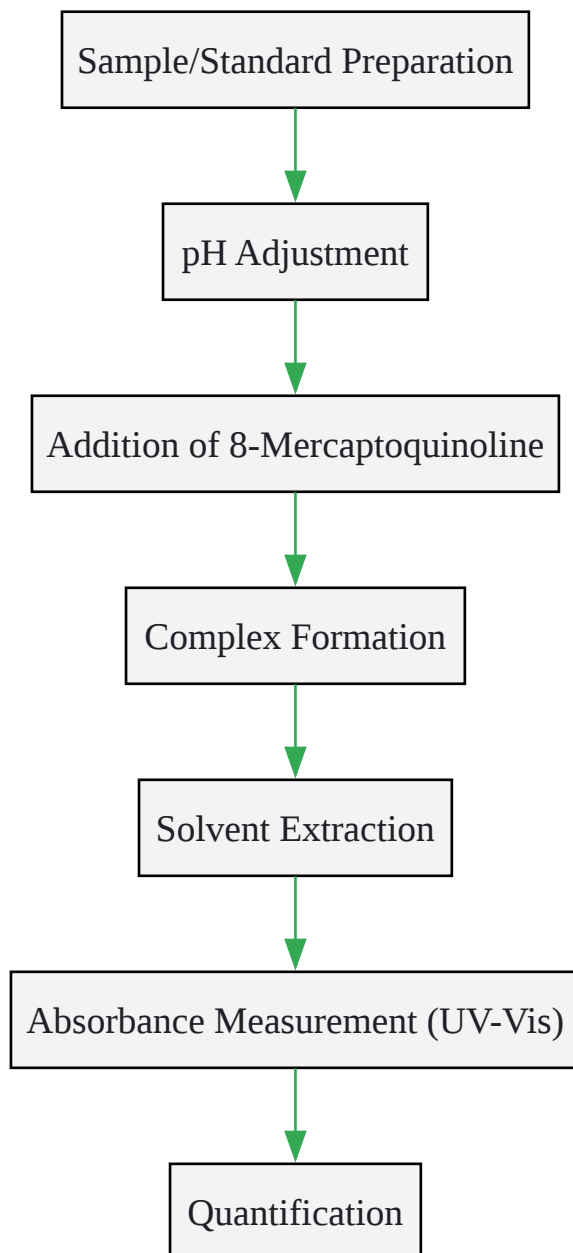 Sample/Standard Preparation
pH Adjustment
Addition of 8-Mercaptoquinoline
Complex Formation
Solvent Extraction
Absorbance Measurement (UV-Vis)
Quantification